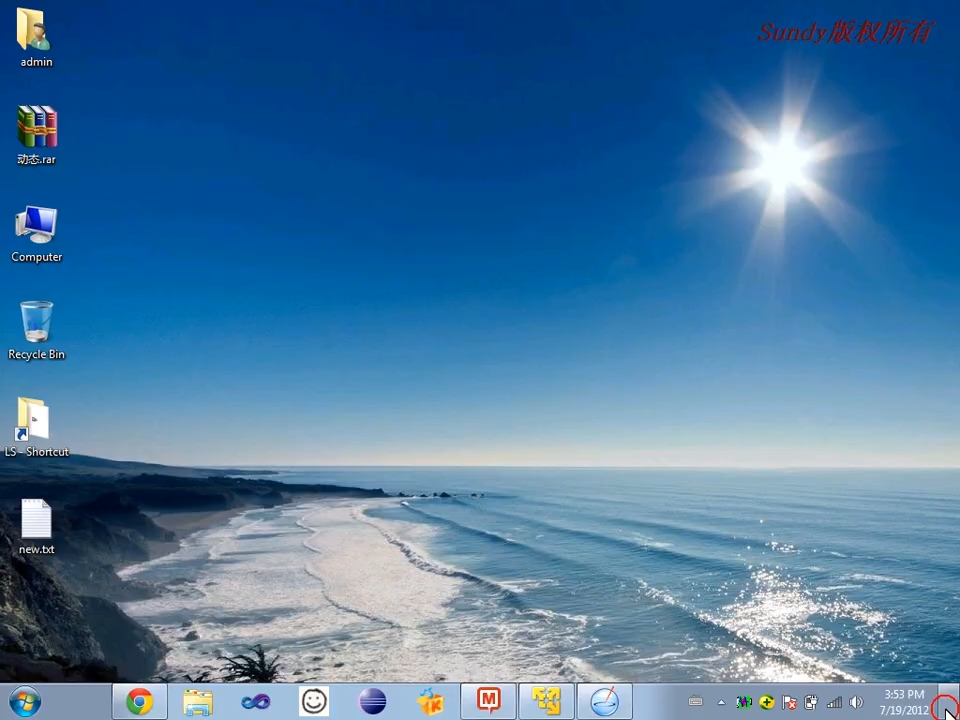 Sundy版权所有
admin
动态.rar
Computer
Recycle Bin
LS - Shortcut
new.txt
3:53 PM
7/19/2012